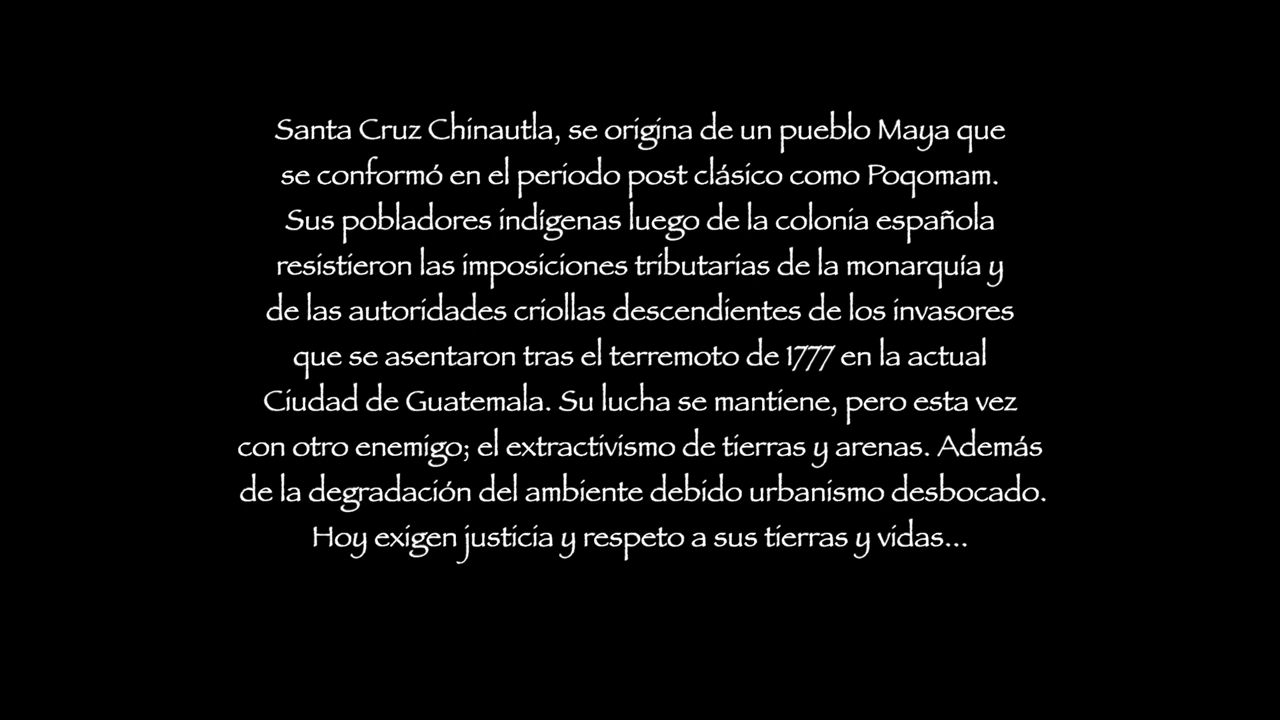 Santa Cruz Chinautla, se origina de un pueblo Maya que
se conformó en el periodo post clásico como Poqomam.
Sus pobladores indígenas luego de la colonia española
resistieron las imposiciones tributarias de la monarquía y
de las autoridades criollas descendientes de los invasores
que se asentaron tras el terremoto de 1777 en la actual
Ciudad de Guatemala. Su lucha se mantiene, pero esta vez
con otro enemigo; el extractivismo de tierras y arenas. Además
de la degradación del ambiente debido urbanismo desbocado.
Hoy exigen justicia y respeto a sus tierras y vidas...